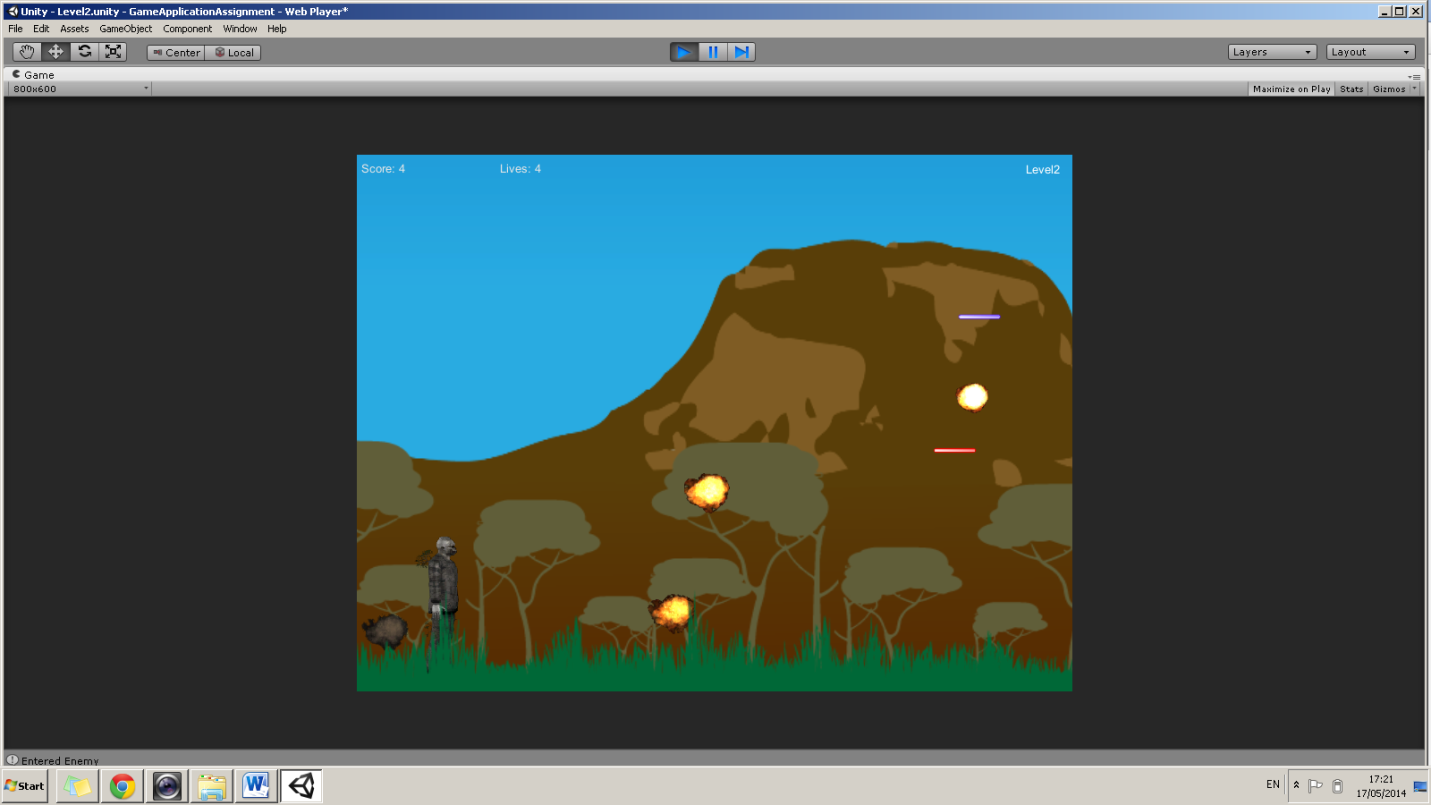 Unity - Level2.unity - GameApplicationAssignment - Web Player*
File Edit Assets GameObject Component Window Help
Center Local Layers Layout
Game
800x600 Maximize on Play Stats Gizmos
Score: 4 Lives: 4 Level2
Entered Enemy
Start EN 17:21
17/05/2014